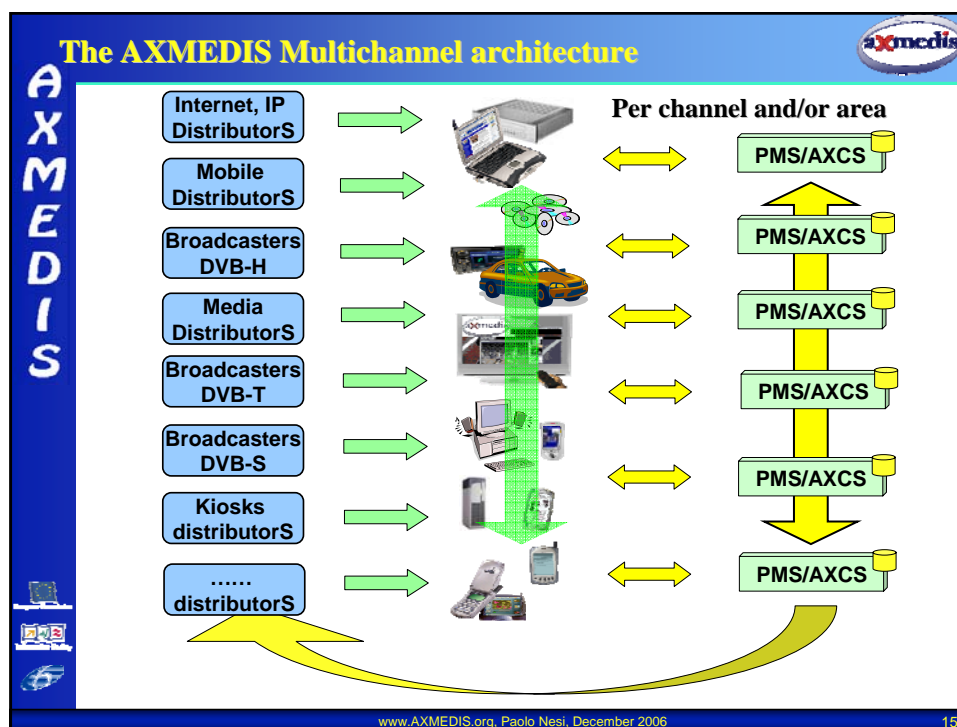 The AXMEDIS Multichannel architecture
axmedis
AXMEDIS
Internet, IP
DistributorS
Mobile
DistributorS
Broadcasters
DVB-H
Media
DistributorS
Broadcasters
DVB-T
Broadcasters
DVB-S
Kiosks
distributorS
……
distributorS
axmedis
Per channel and/or area
PMS/AXCS
PMS/AXCS
PMS/AXCS
PMS/AXCS
PMS/AXCS
PMS/AXCS
www.AXMEDIS.org, Paolo Nesi, December 2006
15